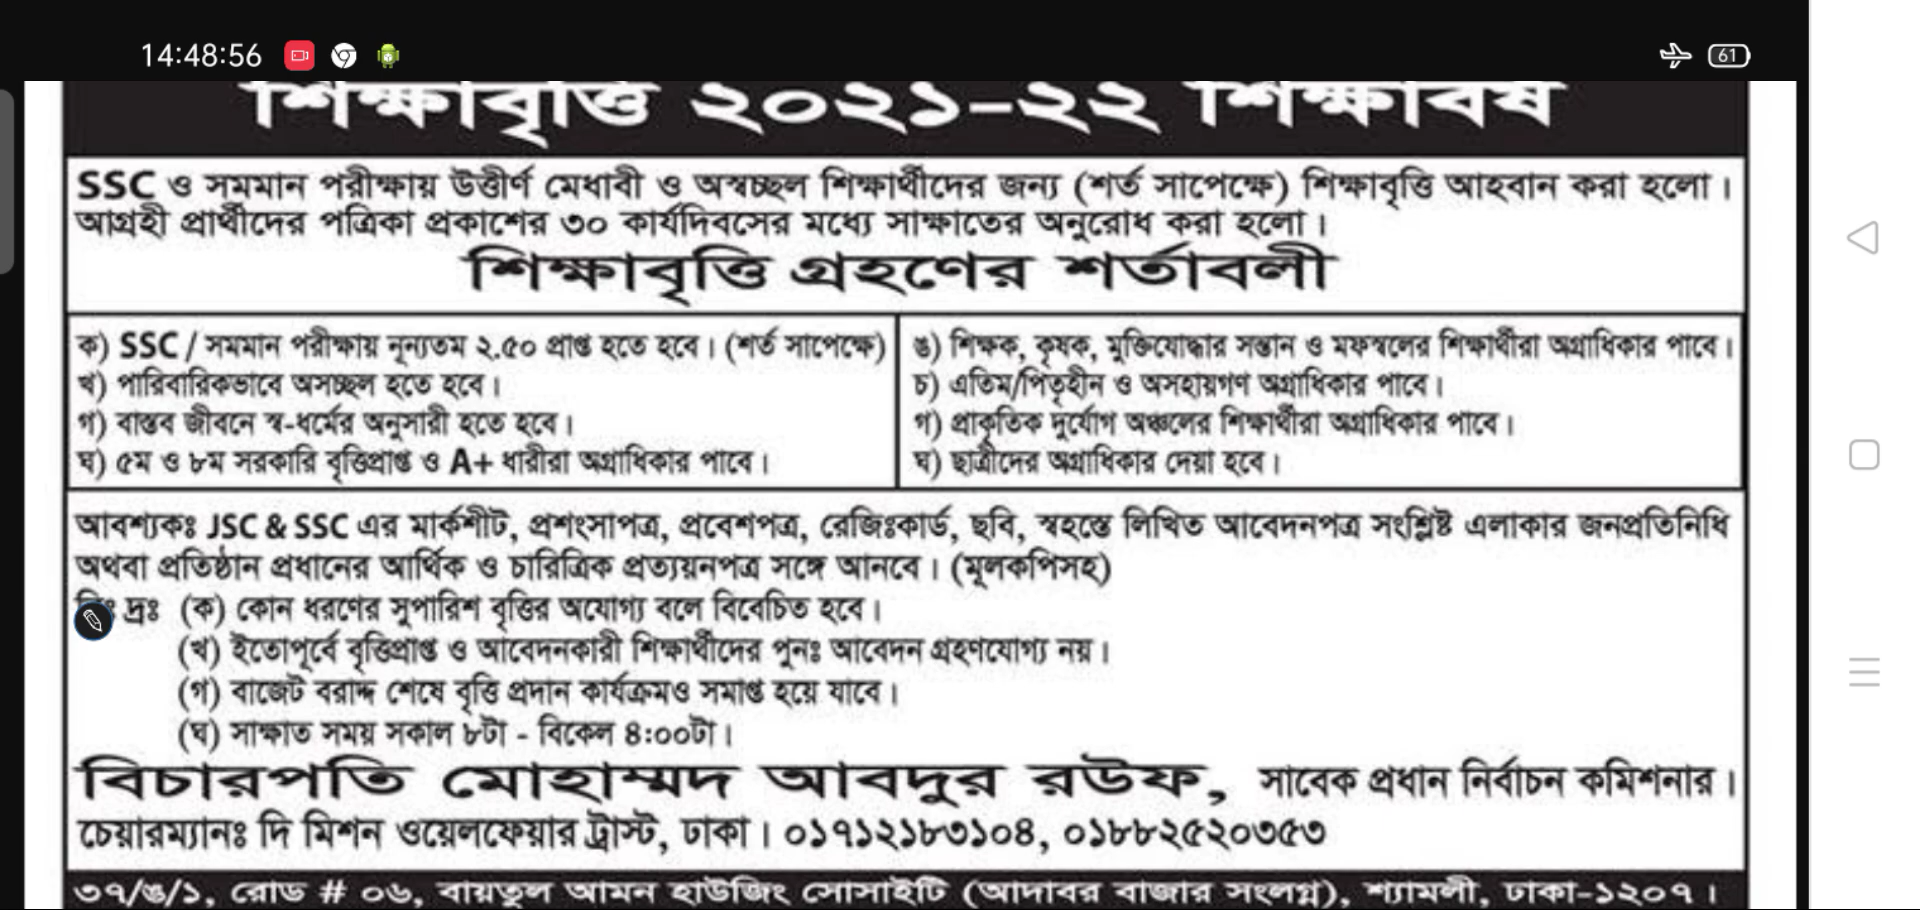 14:48:56
61
শিক্ষাবৃত্তি ২০২১-২২ শিক্ষাবর্ষ
SSC ও সমমান পরীক্ষায় উত্তীর্ণ মেধাবী ও অস্বচ্ছল শিক্ষার্থীদের জন্য (শর্ত সাপেক্ষে) শিক্ষাবৃত্তি আহবান করা হলো।
আগ্রহী প্রার্থীদের পত্রিকা প্রকাশের ৩০ কার্যদিবসের মধ্যে সাক্ষাতের অনুরোধ করা হলো।
শিক্ষাবৃত্তি গ্রহণের শর্তাবলী
ক) SSC / সমমান পরীক্ষায় নূন্যতম ২.৫০ প্রাপ্ত হতে হবে। (শর্ত সাপেক্ষে)
খ) পারিবারিকভাবে অসচ্ছল হতে হবে।
গ) বাস্তব জীবনে স্ব-ধর্মের অনুসারী হতে হবে।
ঘ) ৫ম ও ৮ম সরকারি বৃত্তিপ্রাপ্ত ও A+ ধারীরা অগ্রাধিকার পাবে।
ঙ) শিক্ষক, কৃষক, মুক্তিযোদ্ধার সন্তান ও মফস্বলের শিক্ষার্থীরা অগ্রাধিকার পাবে।
চ) এতিম/পিতৃহীন ও অসহায়গণ অগ্রাধিকার পাবে।
গ) প্রাকৃতিক দুর্যোগ অঞ্চলের শিক্ষার্থীরা অগ্রাধিকার পাবে।
ঘ) ছাত্রীদের অগ্রাধিকার দেয়া হবে।
আবশ্যকঃ JSC & SSC এর মার্কশীট, প্রশংসাপত্র, প্রবেশপত্র, রেজিঃকার্ড, ছবি, স্বহস্তে লিখিত আবেদনপত্র সংশ্লিষ্ট এলাকার জনপ্রতিনিধি
অথবা প্রতিষ্ঠান প্রধানের আর্থিক ও চারিত্রিক প্রত্যয়নপত্র সঙ্গে আনবে। (মূলকপিসহ)
দ্রঃ (ক) কোন ধরণের সুপারিশ বৃত্তির অযোগ্য বলে বিবেচিত হবে।
(খ) ইতোপূর্বে বৃত্তিপ্রাপ্ত ও আবেদনকারী শিক্ষার্থীদের পুনঃ আবেদন গ্রহণযোগ্য নয়।
(গ) বাজেট বরাদ্দ শেষে বৃত্তি প্রদান কার্যক্রমও সমাপ্ত হয়ে যাবে।
(ঘ) সাক্ষাত সময় সকাল ৮টা - বিকেল ৪:০০টা।
বিচারপতি মোহাম্মদ আবদুর রউফ, সাবেক প্রধান নির্বাচন কমিশনার।
চেয়ারম্যানঃ দি মিশন ওয়েলফেয়ার ট্রাস্ট, ঢাকা। ০১৭১২১৮৩১০৪, ০১৮৮২৫২০৩৫৩
৩৭/ঙ/১, রোড # ০৬, বায়তুল আমন হাউজিং সোসাইটি (আদাবর বাজার সংলগ্ন), শ্যামলী, ঢাকা-১২০৭।